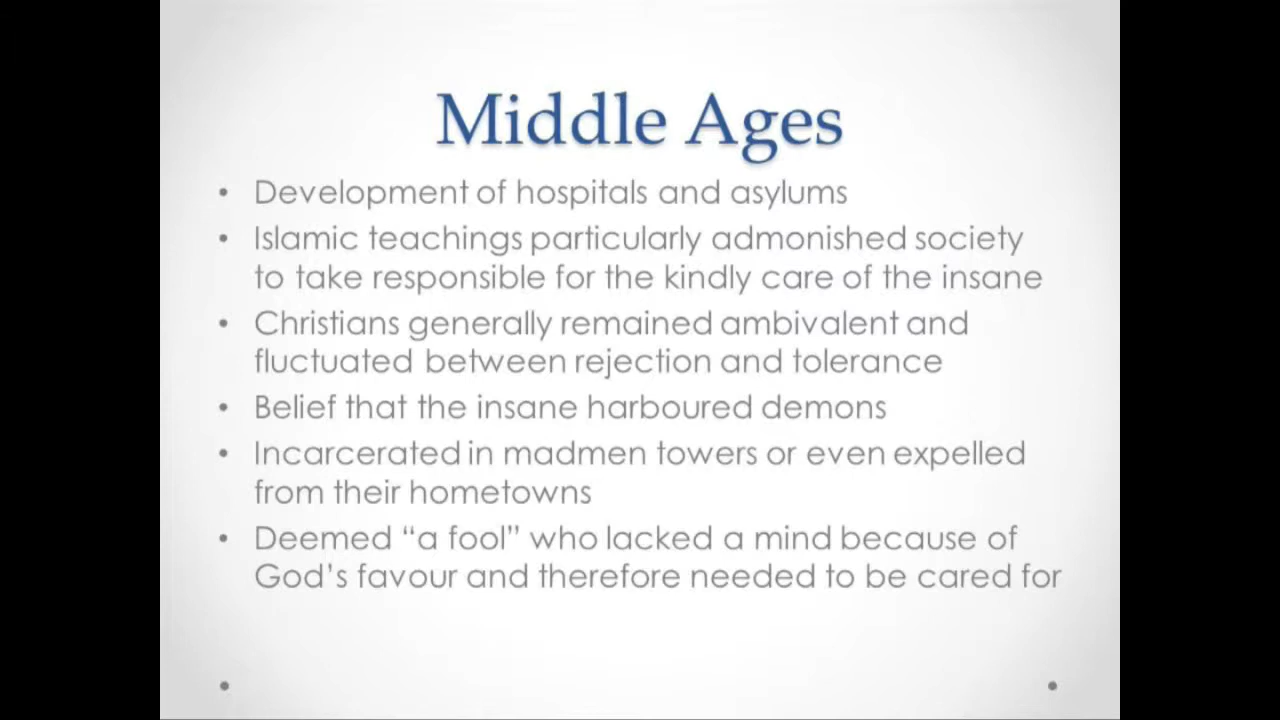 Middle Ages
• Development of hospitals and asylums
• Islamic teachings particularly admonished society
to take responsible for the kindly care of the insane
• Christians generally remained ambivalent and
fluctuated between rejection and tolerance
• Belief that the insane harboured demons
• Incarcerated in madmen towers or even expelled
from their hometowns
• Deemed “a fool” who lacked a mind because of
God’s favour and therefore needed to be cared for